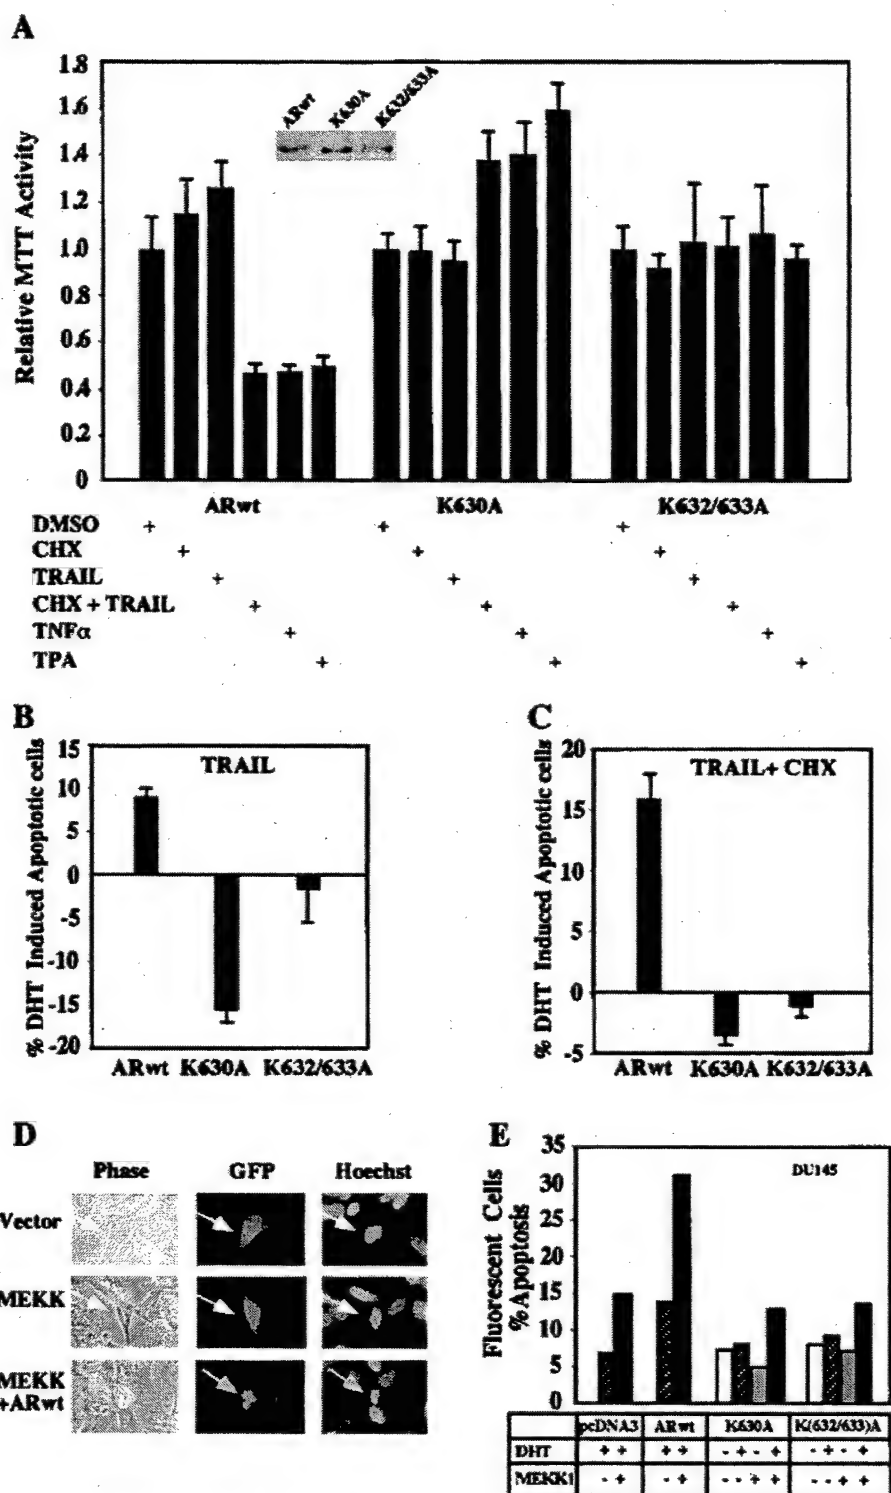 A
1.8
1.6
1.4
1.2
1.0
0.8
0.6
0.4
0.2
0
Relative MTT Activity
ARwt K630A K632/633A
ARwt K630A K632/633A
DMSO + + +
CHX + + +
TRAIL + + +
CHX + TRAIL + + +
TNFα + + +
TPA + + +
B
% DHT Induced Apoptotic cells
TRAIL
15
10
5
0
-5
-10
-15
-20
ARwt K630A K632/633A
C
% DHT Induced Apoptotic cells
TRAIL+ CHX
20
15
10
5
0
-5
ARwt K630A K632/633A
D
Phase GFP Hoechst
Vector
MEKK
MEKK
+ARwt
E
Fluorescent Cells
% Apoptosis
DU145
35
30
25
15
10
5
0
pcDNA3 ARwt K630A K(632/633)A
DHT + + + + - + - + - + - +
MEKK1 - + - + - - + + - - + +